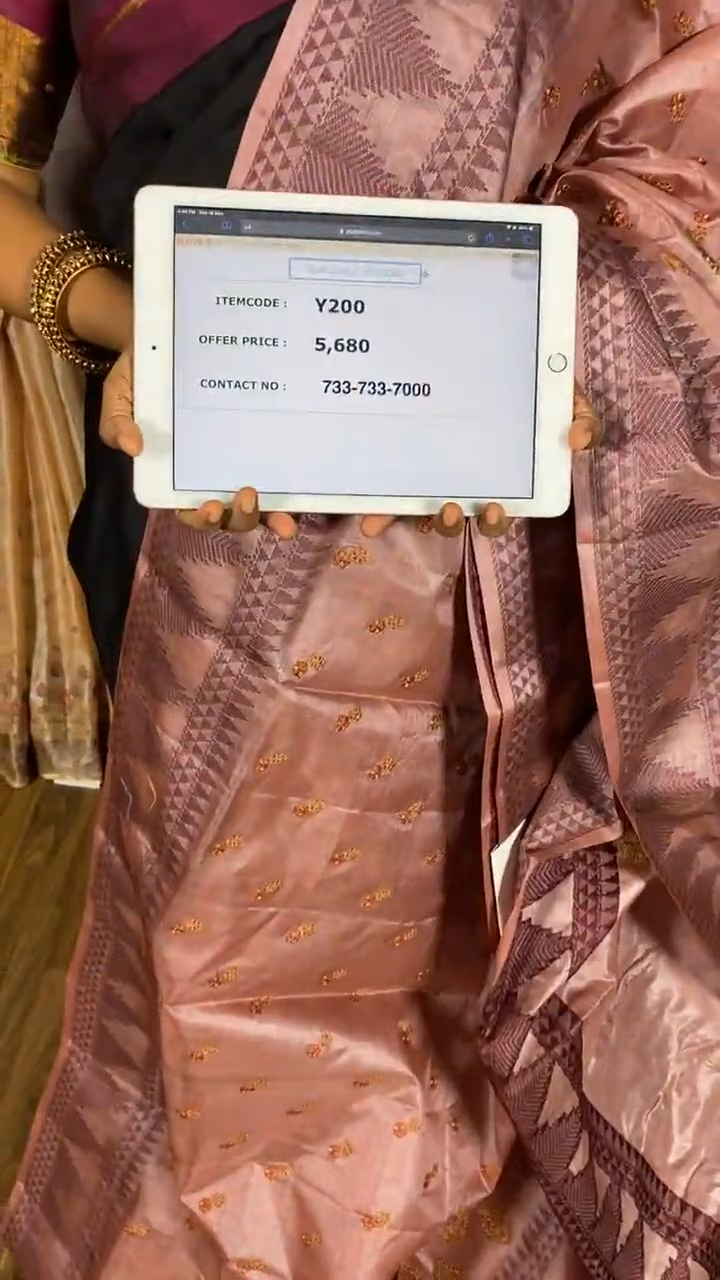 ITEMCODE : Y200
OFFER PRICE : 5,680
CONTACT NO : 733-733-7000